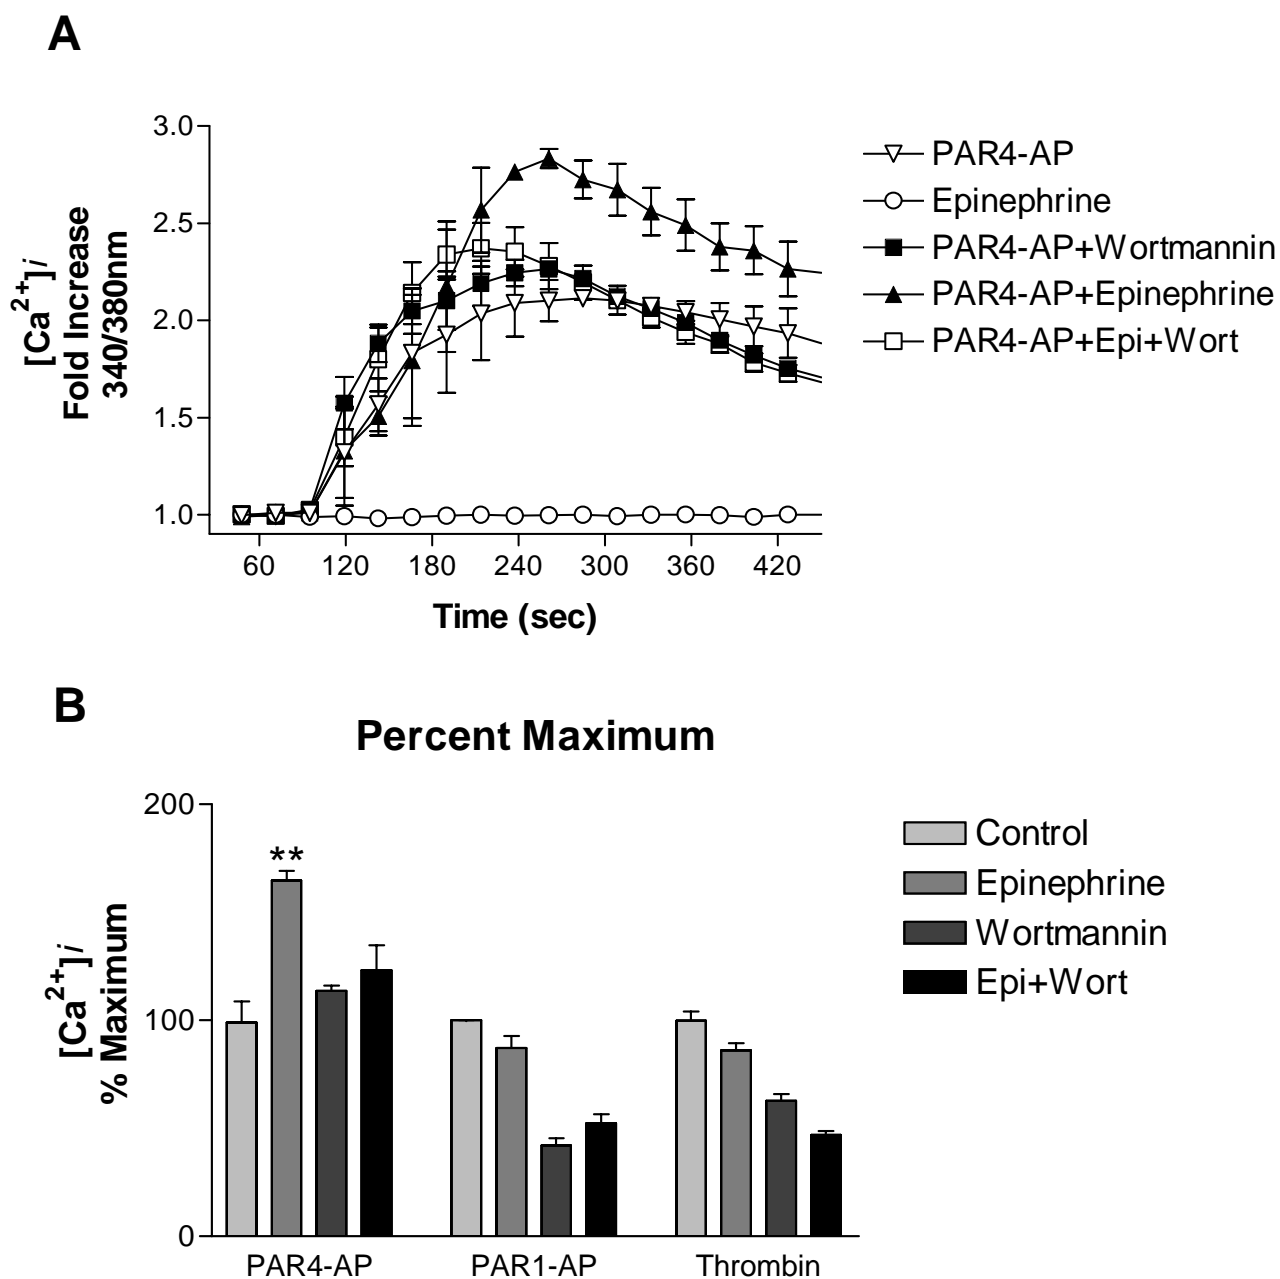 A
3.0
2.5
2.0
1.5
1.0
[Ca2+]i
Fold Increase
340/380nm
60 120 180 240 300 360 420
Time (sec)
PAR4-AP
Epinephrine
PAR4-AP+Wortmannin
PAR4-AP+Epinephrine
PAR4-AP+Epi+Wort
B
Percent Maximum
200
100
0
[Ca2+]i
% Maximum
**
PAR4-AP PAR1-AP Thrombin
Control
Epinephrine
Wortmannin
Epi+Wort